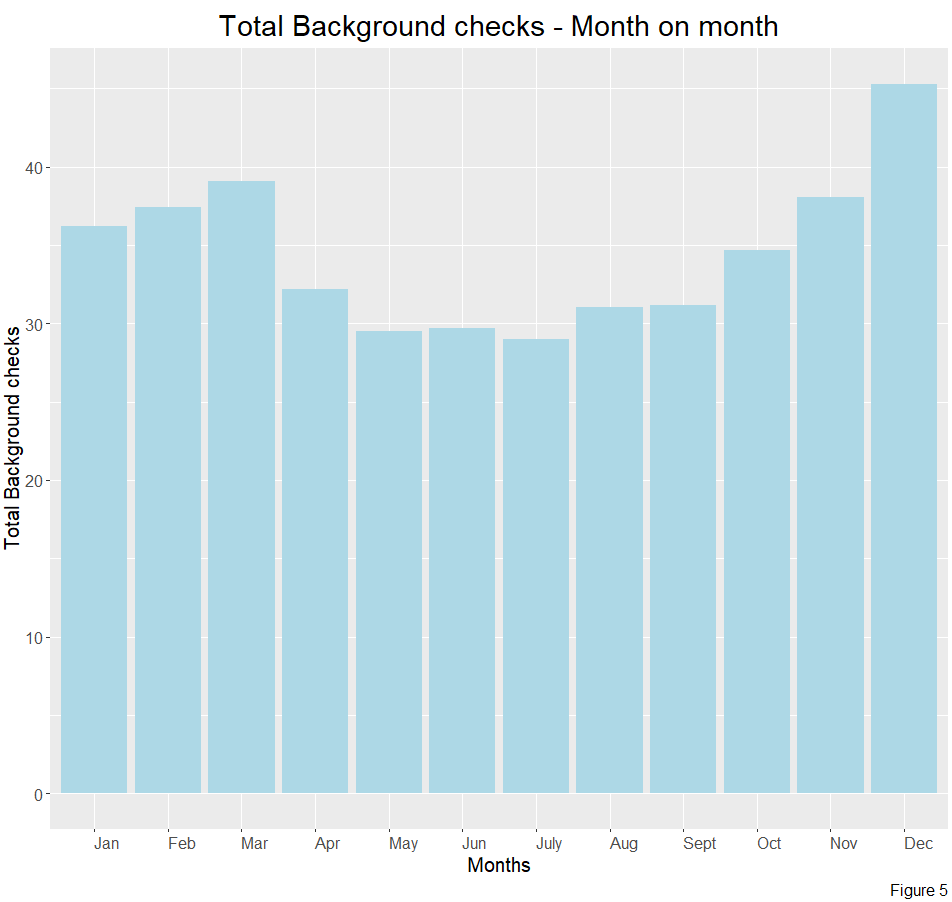 Total Background checks - Month on month
Total Background checks
40
30
20
10
0
Jan Feb Mar Apr May Jun July Aug Sept Oct Nov Dec
Months
Figure 5